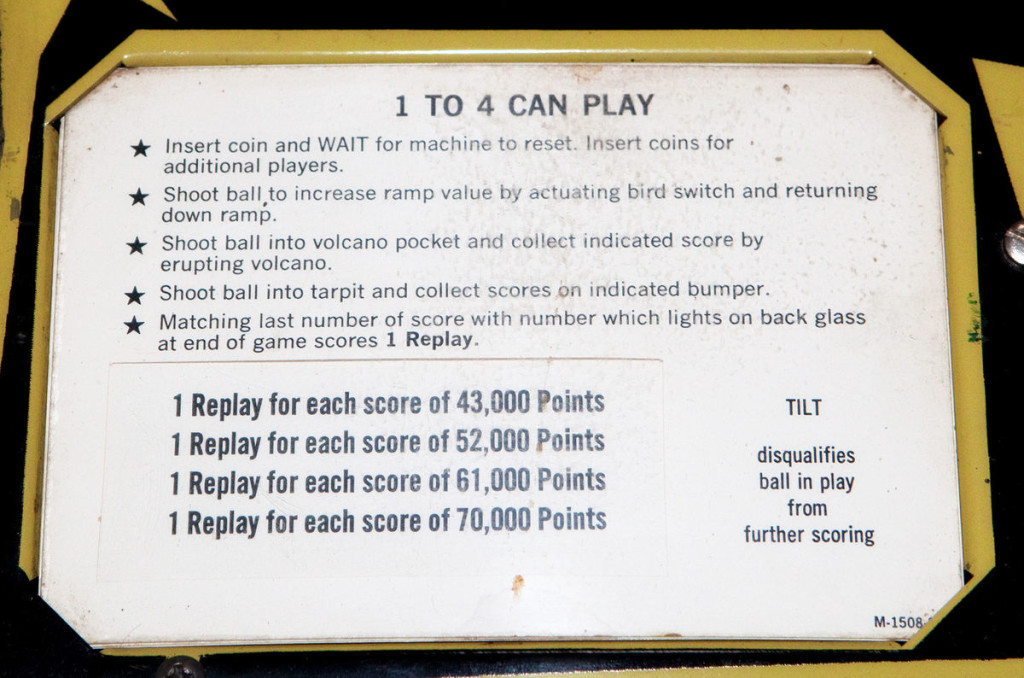 1 TO 4 CAN PLAY
★ Insert coin and WAIT for machine to reset. Insert coins for
additional players.
★ Shoot ball to increase ramp value by actuating bird switch and returning
down ramp.
★ Shoot ball into volcano pocket and collect indicated score by
erupting volcano.
★ Shoot ball into tarpit and collect scores on indicated bumper.
★ Matching last number of score with number which lights on back glass
at end of game scores 1 Replay.
1 Replay for each score of 43,000 Points
1 Replay for each score of 52,000 Points
1 Replay for each score of 61,000 Points
1 Replay for each score of 70,000 Points
TILT
disqualifies
ball in play
from
further scoring
M-1508